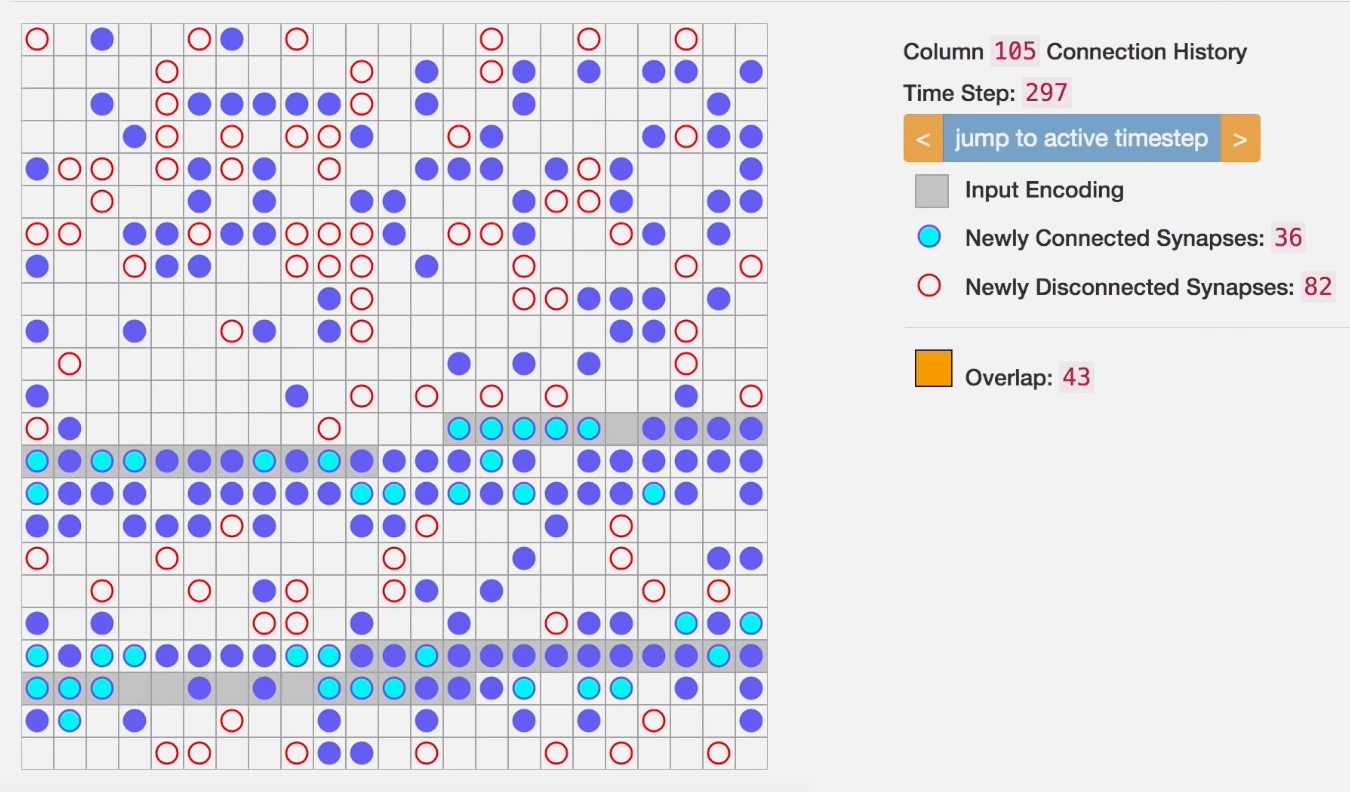 Column 105 Connection History
Time Step: 297
< jump to active timestep >
Input Encoding
Newly Connected Synapses: 36
Newly Disconnected Synapses: 82
Overlap: 43